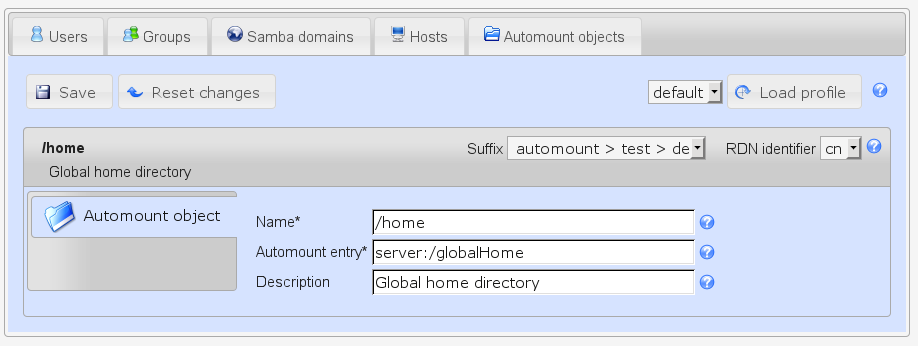 Users Groups Samba domains Hosts Automount objects
Save Reset changes default Load profile
/home Suffix automount > test > de RDN identifier cn
Global home directory
Automount object
Name* /home
Automount entry* server:/globalHome
Description Global home directory